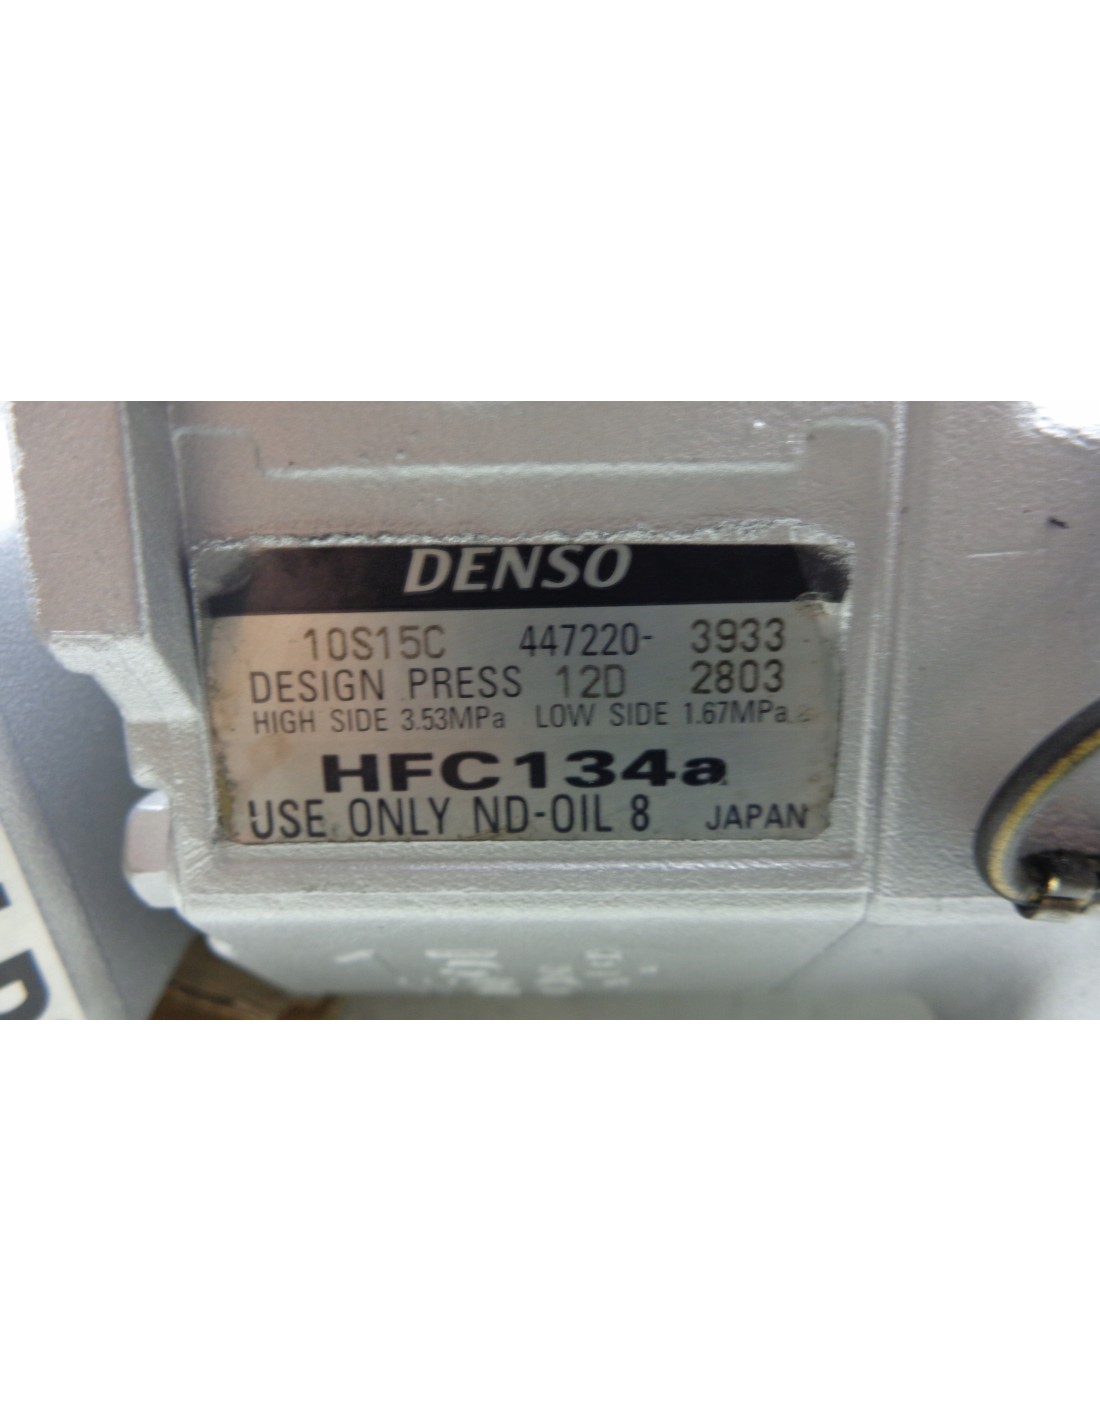 DENSO
10S15C 447220- 3933
DESIGN PRESS 12D 2803
HIGH SIDE 3.53MPa LOW SIDE 1.67MPa
HFC134a
USE ONLY ND-OIL 8 JAPAN